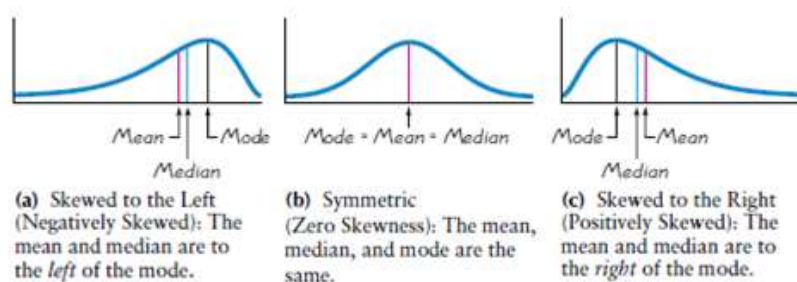 Mean
Mode
Median
Mode = Mean = Median
Mode
Mean
Median
(a) Skewed to the Left
(Negatively Skewed): The
mean and median are to
the left of the mode.
(b) Symmetric
(Zero Skewness): The mean,
median, and mode are the
same.
(c) Skewed to the Right
(Positively Skewed): The
mean and median are to
the right of the mode.